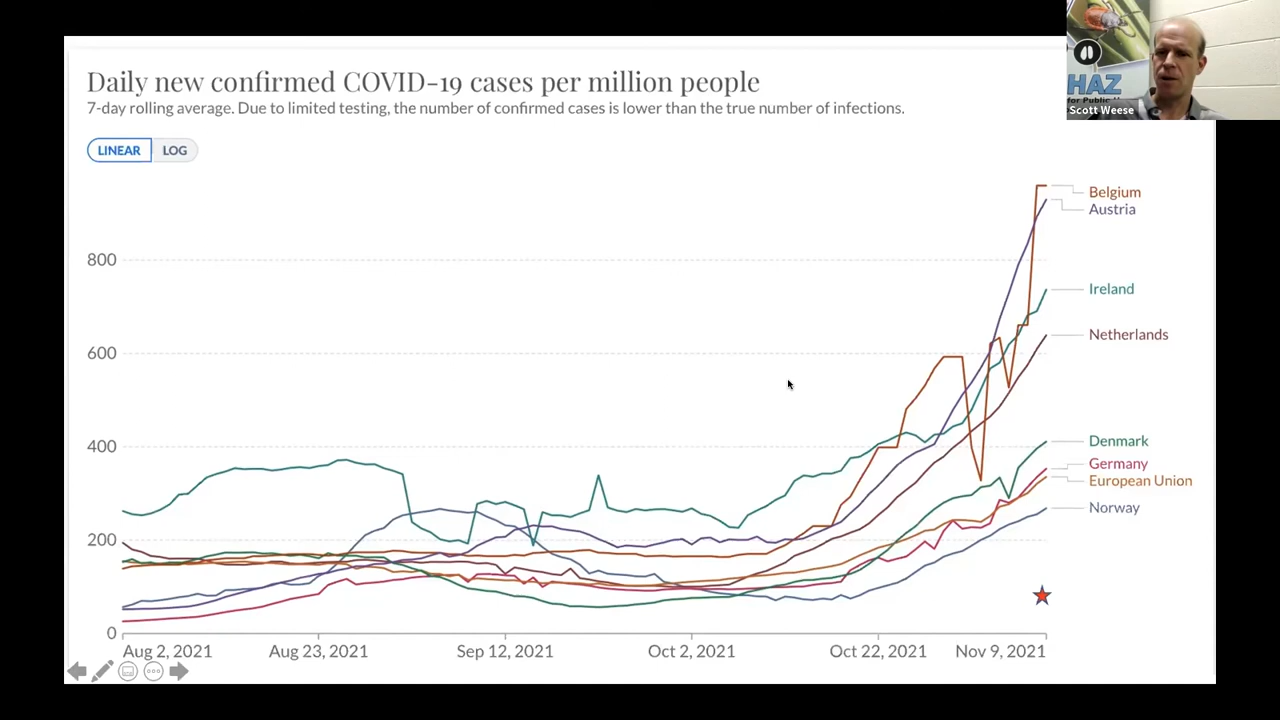 Daily new confirmed COVID-19 cases per million people
7-day rolling average. Due to limited testing, the number of confirmed cases is lower than the true number of infections.
LINEAR LOG
HAZ
for Public
Scott Weese
Belgium
Austria
800
Ireland
600
Netherlands
400
Denmark
Germany
European Union
Norway
200
0
Aug 2, 2021 Aug 23, 2021 Sep 12, 2021 Oct 2, 2021 Oct 22, 2021 Nov 9, 2021